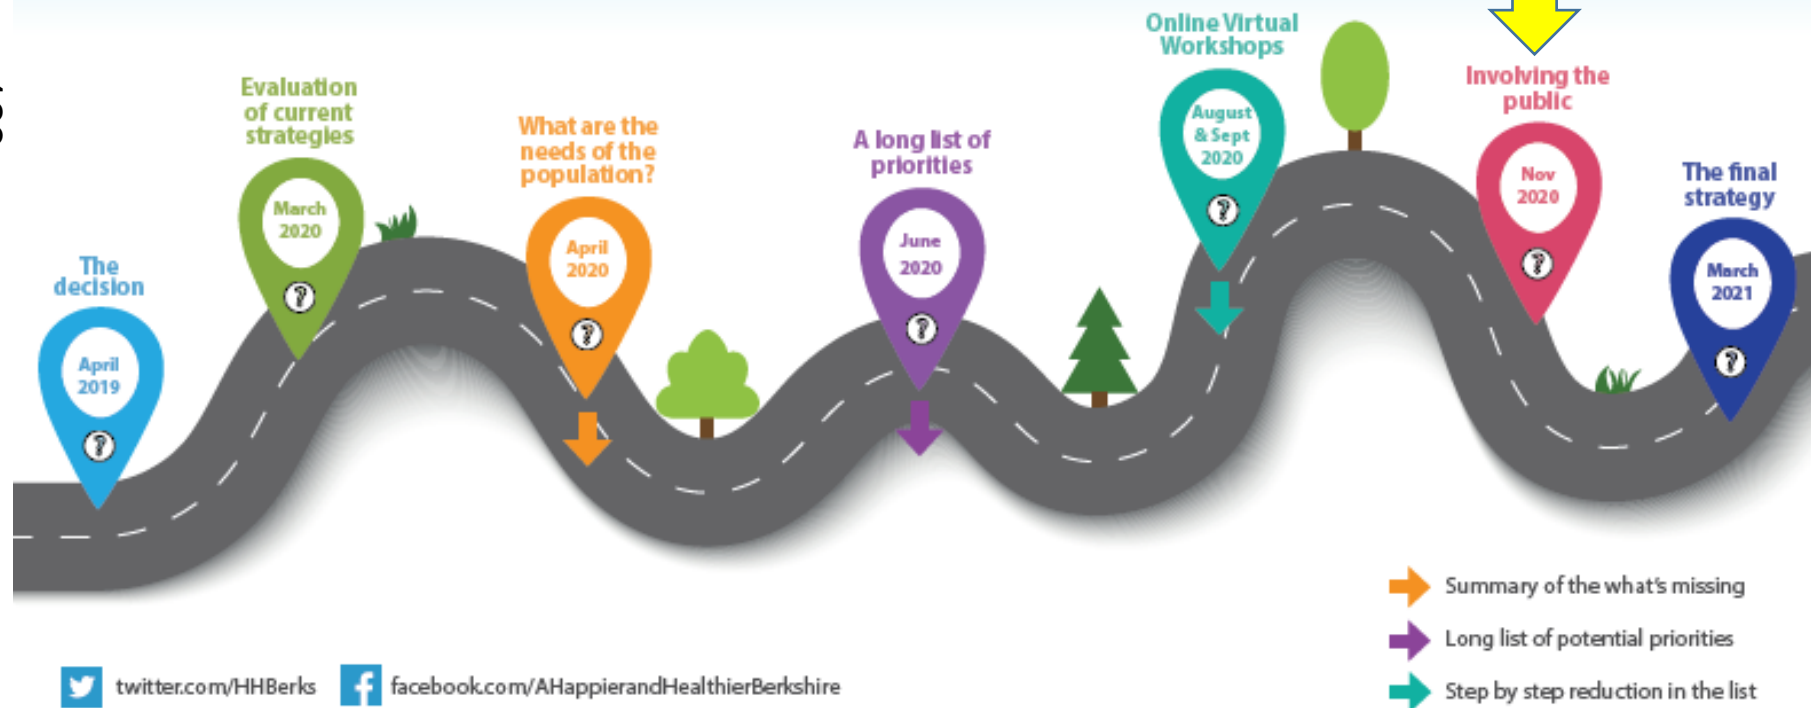 The
decision
April
2019
?
Evaluation
of current
strategies
March
2020
?
What are the
needs of the
population?
April
2020
?
A long list of
priorities
June
2020
?
Online Virtual
Workshops
August
& Sept
2020
?
Involving the
public
Nov
2020
?
The final
strategy
March
2021
?
Summary of the what's missing
Long list of potential priorities
Step by step reduction in the list
twitter.com/HHBerks
facebook.com/AHappierandHealthierBerkshire